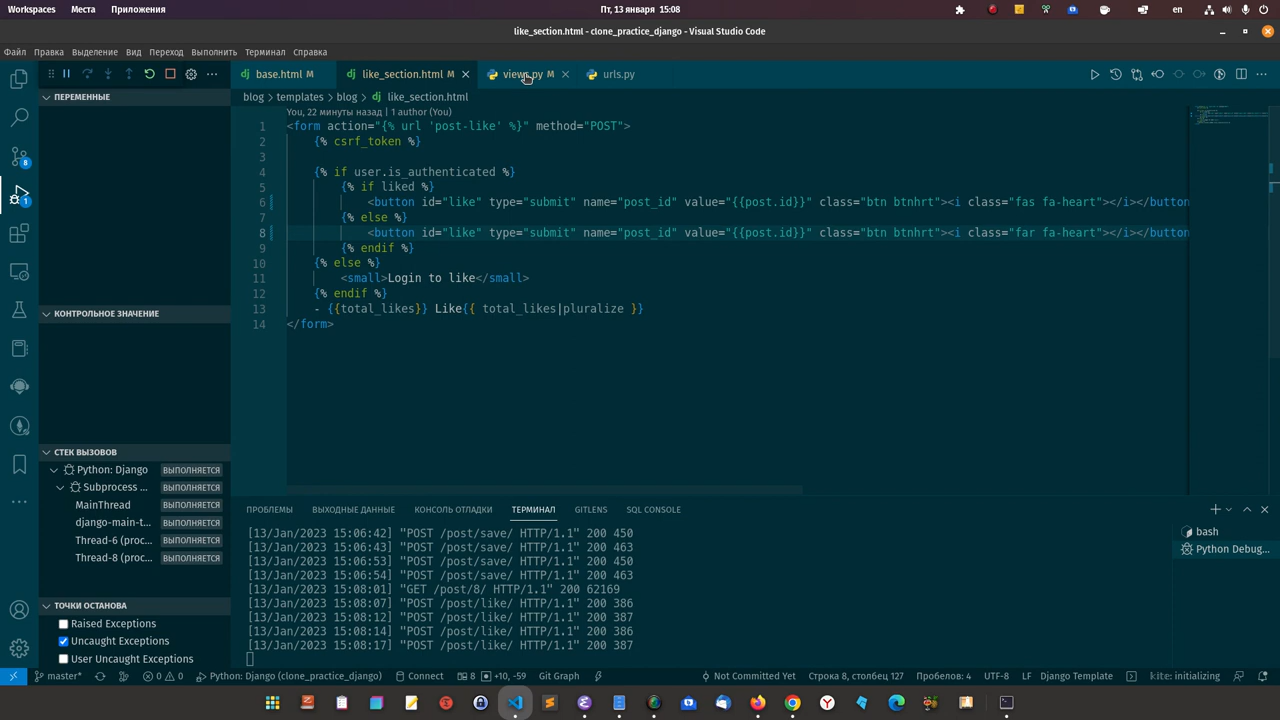 Workspaces Места Приложения Пт, 13 января 15:08 en
like_section.html - clone_practice_django - Visual Studio Code
Файл Правка Выделение Вид Переход Выполнить Терминал Справка
base.html M like_section.html M views.py M urls.py
ПЕРЕМЕННЫЕ
blog › templates › blog › like_section.html
You, 22 минуты назад | 1 author (You)
1 <form action="{% url 'post-like' %}" method="POST">
2 {% csrf_token %}
3
4 {% if user.is_authenticated %}
5 {% if liked %}
6 <button id="like" type="submit" name="post_id" value="{{post.id}}" class="btn btnhrt"><i class="fas fa-heart"></i></button
7 {% else %}
8 <button id="like" type="submit" name="post_id" value="{{post.id}}" class="btn btnhrt"><i class="far fa-heart"></i></button
9 {% endif %}
10 {% else %}
11 <small>Login to like</small>
12 {% endif %}
13 - {{total_likes}} Like{{ total_likes|pluralize }}
14 </form>
8
1
КОНТРОЛЬНОЕ ЗНАЧЕНИЕ
СТЕК ВЫЗОВОВ
Python: Django ВЫПОЛНЯЕТСЯ
Subprocess ... ВЫПОЛНЯЕТСЯ
MainThread ВЫПОЛНЯЕТСЯ
django-main-t... ВЫПОЛНЯЕТСЯ
Thread-6 (proc... ВЫПОЛНЯЕТСЯ
Thread-8 (proc... ВЫПОЛНЯЕТСЯ
ТОЧКИ ОСТАНОВА
Raised Exceptions
Uncaught Exceptions
User Uncaught Exceptions
ПРОБЛЕМЫ ВЫХОДНЫЕ ДАННЫЕ КОНСОЛЬ ОТЛАДКИ ТЕРМИНАЛ GITLENS SQL CONSOLE
[13/Jan/2023 15:06:42] "POST /post/save/ HTTP/1.1" 200 450
[13/Jan/2023 15:06:43] "POST /post/save/ HTTP/1.1" 200 463
[13/Jan/2023 15:06:53] "POST /post/save/ HTTP/1.1" 200 450
[13/Jan/2023 15:06:54] "POST /post/save/ HTTP/1.1" 200 463
[13/Jan/2023 15:08:01] "GET /post/8/ HTTP/1.1" 200 62169
[13/Jan/2023 15:08:07] "POST /post/like/ HTTP/1.1" 200 386
[13/Jan/2023 15:08:12] "POST /post/like/ HTTP/1.1" 200 387
[13/Jan/2023 15:08:14] "POST /post/like/ HTTP/1.1" 200 386
[13/Jan/2023 15:08:17] "POST /post/like/ HTTP/1.1" 200 387
bash
Python Debug...
master* 0 0 Python: Django (clone_practice_django) Connect 8 +10, -59 Git Graph Not Committed Yet Строка 8, столбец 127 Пробелов: 4 UTF-8 LF Django Template kite: initializing